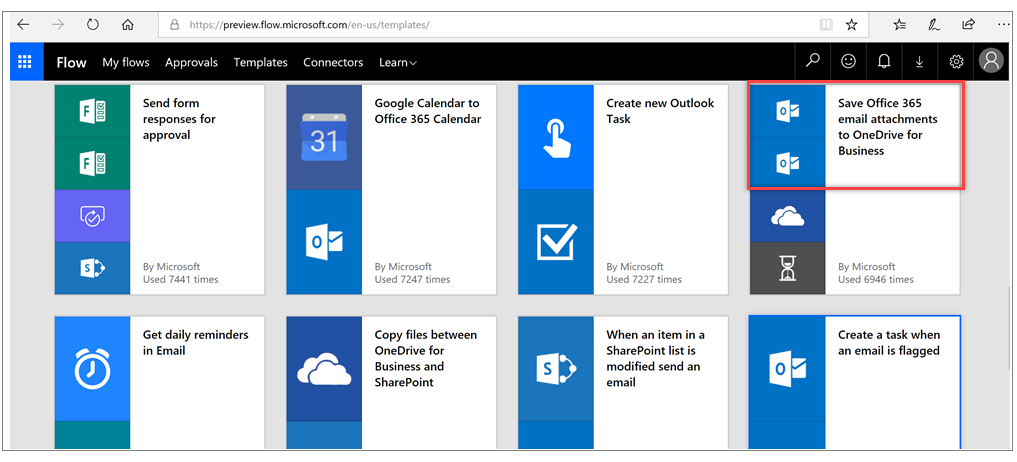 https://preview.flow.microsoft.com/en-us/templates/
Flow My flows Approvals Templates Connectors Learn
Send form
responses for
approval
By Microsoft
Used 7441 times
31
Google Calendar to
Office 365 Calendar
By Microsoft
Used 7247 times
Create new Outlook
Task
By Microsoft
Used 7227 times
Save Office 365
email attachments
to OneDrive for
Business
By Microsoft
Used 6946 times
Get daily reminders
in Email
Copy files between
OneDrive for
Business and
SharePoint
When an item in a
SharePoint list is
modified send an
email
Create a task when
an email is flagged